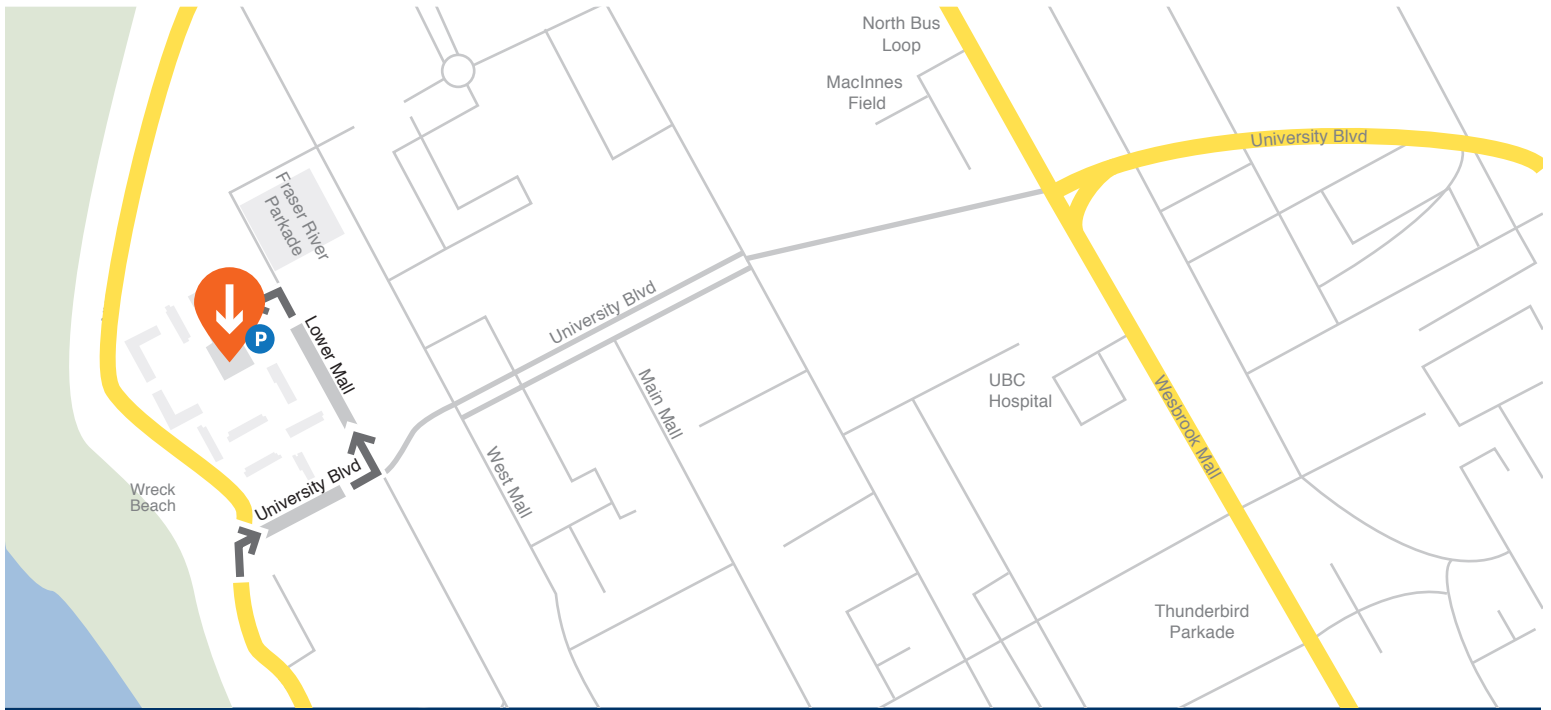 North Bus
Loop
MacInnes
Field
University Blvd
Fraser River
Parkade
P
Lower Mall
University Blvd
Main Mall
UBC
Hospital
Wesbrook Mall
West Mall
University Blvd
Wreck
Beach
Thunderbird
Parkade